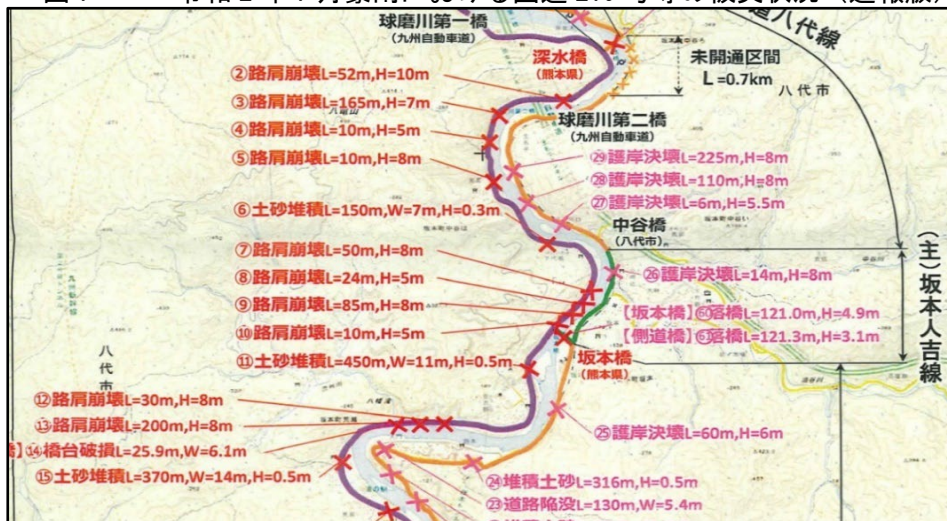 球磨川第一橋
(九州自動車道)
深水橋
(熊本県)
未開通区間
L=0.7km
八代市
道八代線
②路肩崩壊L=52m,H=10m
③路肩崩壊L=165m,H=7m
④路肩崩壊L=10m,H=5m
⑤路肩崩壊L=10m,H=8m
球磨川第二橋
(九州自動車道)
㉙護岸決壊L=225m,H=8m
㉘護岸決壊L=110m,H=8m
㉗護岸決壊L=6m,H=5.5m
⑥土砂堆積L=150m,W=7m,H=0.3m
中谷橋
(八代市)
⑦路肩崩壊L=50m,H=8m
⑧路肩崩壊L=24m,H=5m
⑨路肩崩壊L=85m,H=8m
⑩路肩崩壊L=10m,H=5m
㉖護岸決壊L=14m,H=8m
【坂本橋】㊿落橋L=121.0m,H=4.9m
【側道橋】落橋L=121.3m,H=3.1m
(主)坂本人吉線
坂本橋
(熊本県)
⑪土砂堆積L=450m,W=11m,H=0.5m
八代市
⑫路肩崩壊L=30m,H=8m
⑬路肩崩壊L=200m,H=8m
】⑭橋台破損L=25.9m,W=6.1m
⑮土砂堆積L=370m,W=14m,H=0.5m
㉕護岸決壊L=60m,H=6m
㉔堆積土砂L=316m,H=0.5m
㉓道路陥没L=130m,W=5.4m